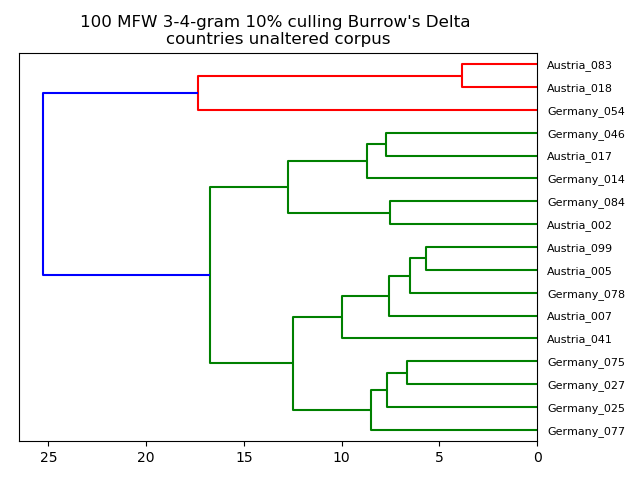 100 MFW 3-4-gram 10% culling Burrow's Delta
countries unaltered corpus
Austria_083
Austria_018
Germany_054
Germany_046
Austria_017
Germany_014
Germany_084
Austria_002
Austria_099
Austria_005
Germany_078
Austria_007
Austria_041
Germany_075
Germany_027
Germany_025
Germany_077
25 20 15 10 5 0